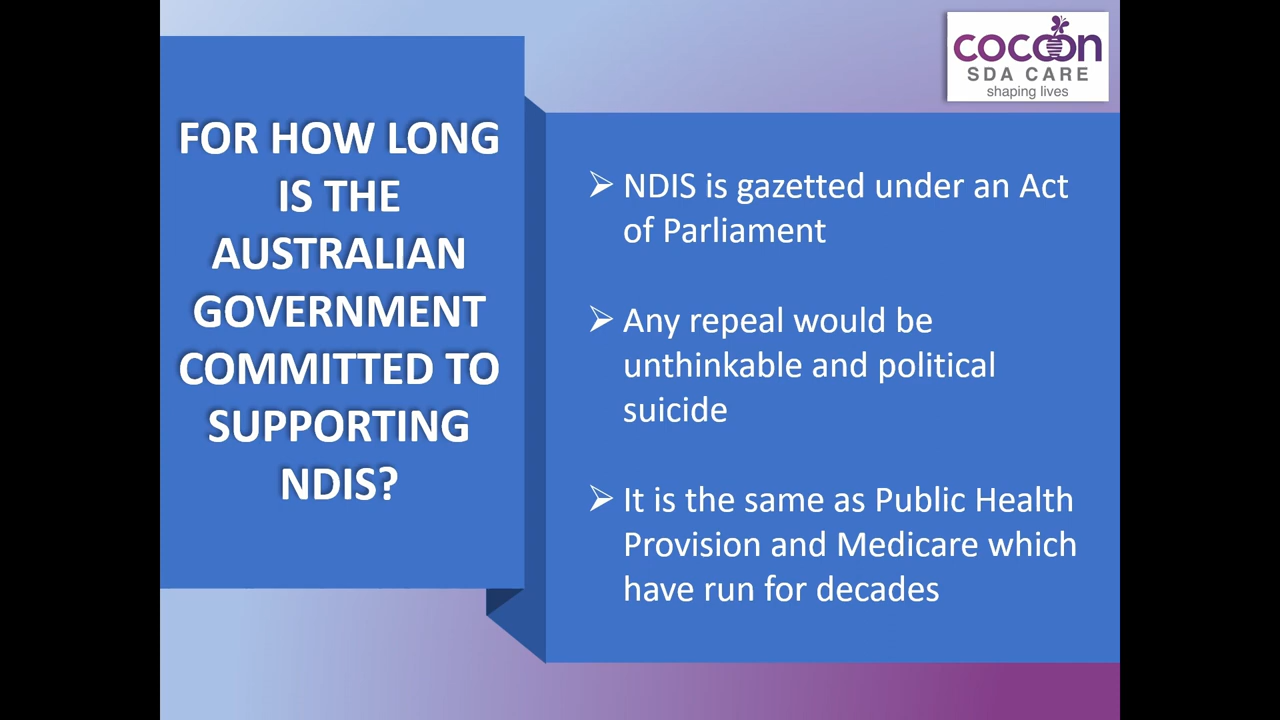 cocoon
SDA CARE
shaping lives
FOR HOW LONG
IS THE
AUSTRALIAN
GOVERNMENT
COMMITTED TO
SUPPORTING
NDIS?
NDIS is gazetted under an Act
of Parliament
Any repeal would be
unthinkable and political
suicide
It is the same as Public Health
Provision and Medicare which
have run for decades